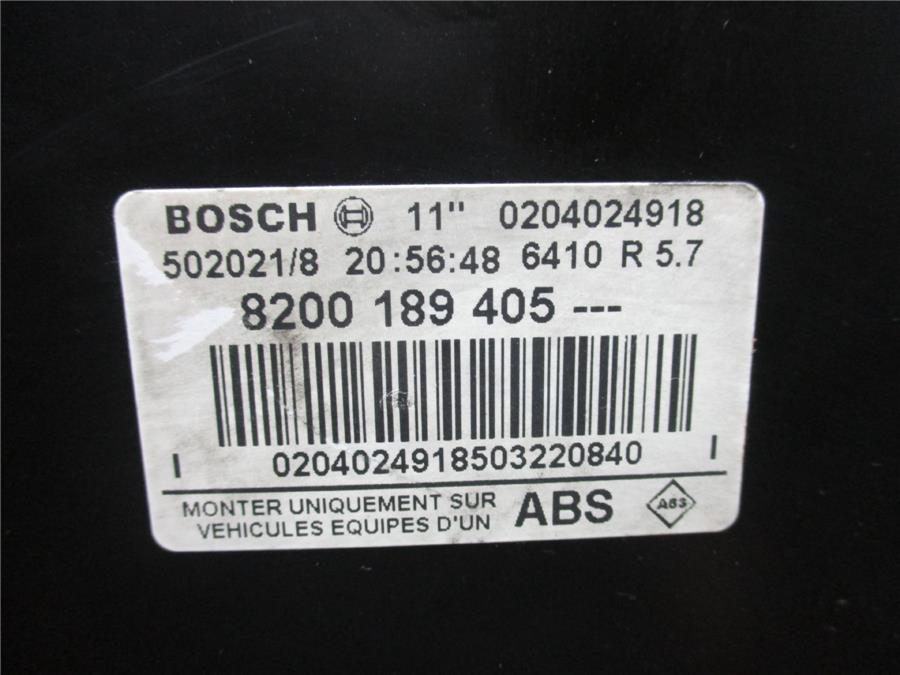 BOSCH 11" 0204024918
502021/8 20:56:48 6410 R 5.7
8200 189 405 ---
I 0204024918503220840 I
MONTER UNIQUEMENT SUR
VEHICULES EQUIPES D'UN ABS